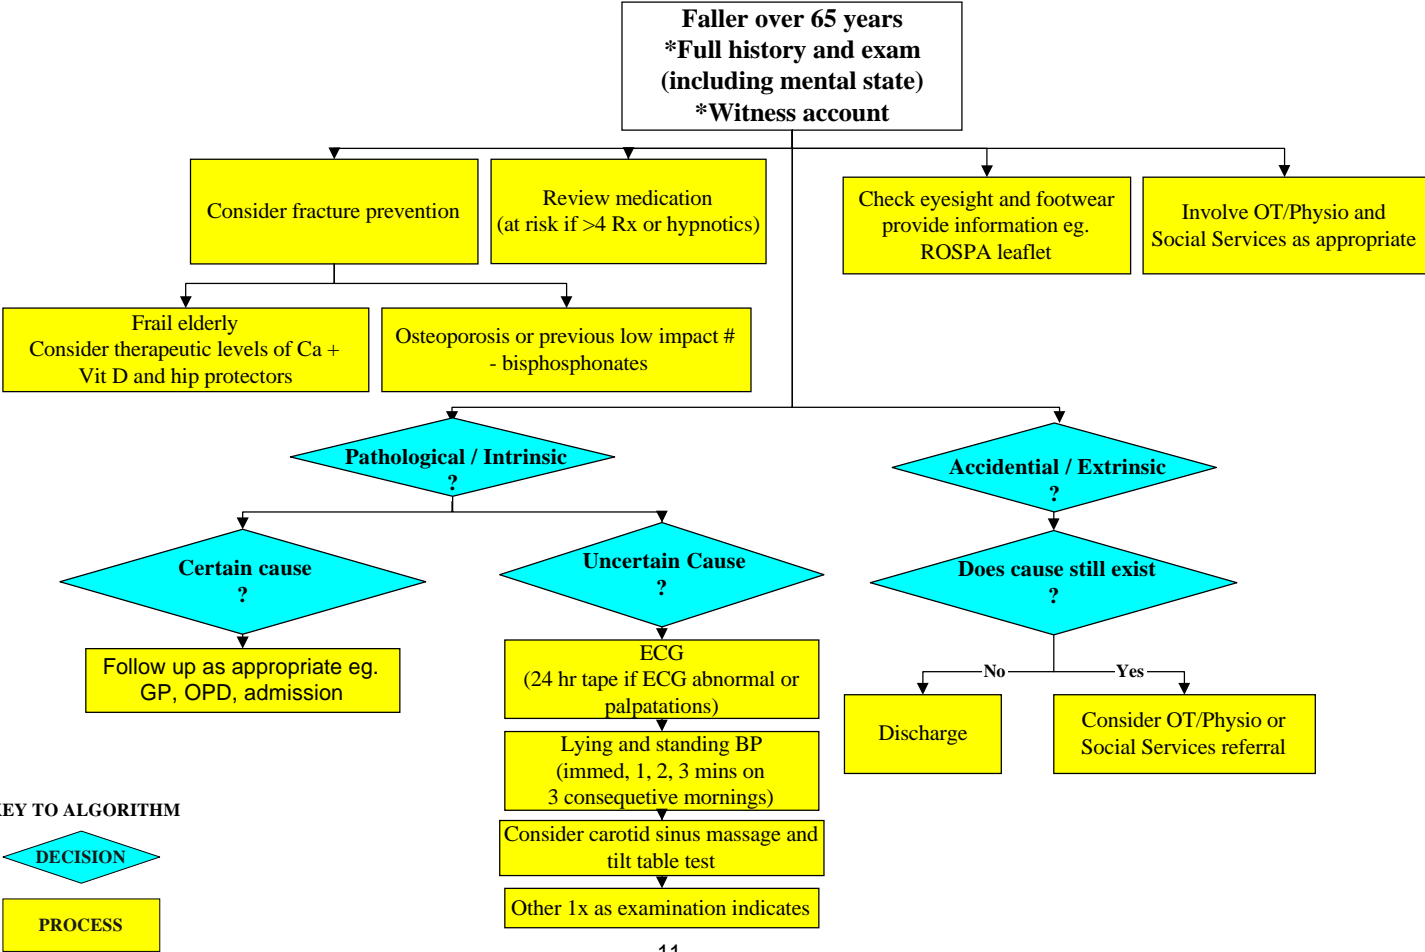 Faller over 65 years
*Full history and exam
(including mental state)
*Witness account
Consider fracture prevention
Review medication
(at risk if >4 Rx or hypnotics)
Check eyesight and footwear
provide information eg.
ROSPA leaflet
Involve OT/Physio and
Social Services as appropriate
Frail elderly
Consider therapeutic levels of Ca +
Vit D and hip protectors
Osteoporosis or previous low impact #
- bisphosphonates
Pathological / Intrinsic
?
Accidential / Extrinsic
?
Certain cause
?
Uncertain Cause
?
Does cause still exist
?
Follow up as appropriate eg.
GP, OPD, admission
ECG
(24 hr tape if ECG abnormal or
palpatations)
No
Yes
Discharge
Consider OT/Physio or
Social Services referral
Lying and standing BP
(immed, 1, 2, 3 mins on
3 consequetive mornings)
Consider carotid sinus massage and
tilt table test
Other 1x as examination indicates
KEY TO ALGORITHM
DECISION
PROCESS
11